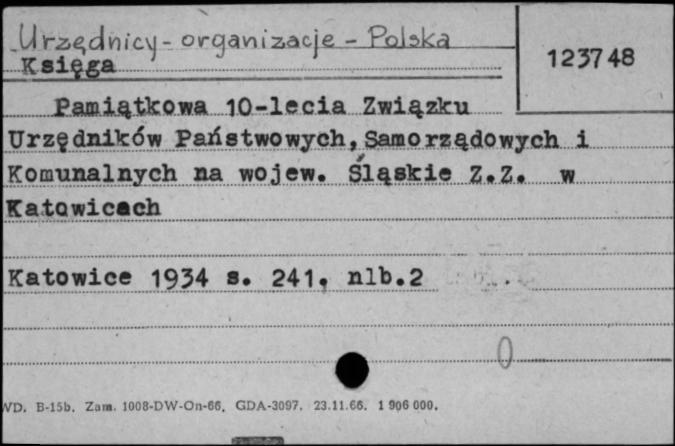 Urzędnicy - organizacje - Polska
123748
Księga
Pamiątkowa 10-lecia Związku
Urzędników Państwowych, Samorządowych i
Komunalnych na wojew. Śląskie Z.Z. w
Katowicach
Katowice 1934 s. 241, nlb.2
0
WD. B-15b. Zam. 1008-DW-On-66. GDA-3097. 23.11.66. 1 906 000.